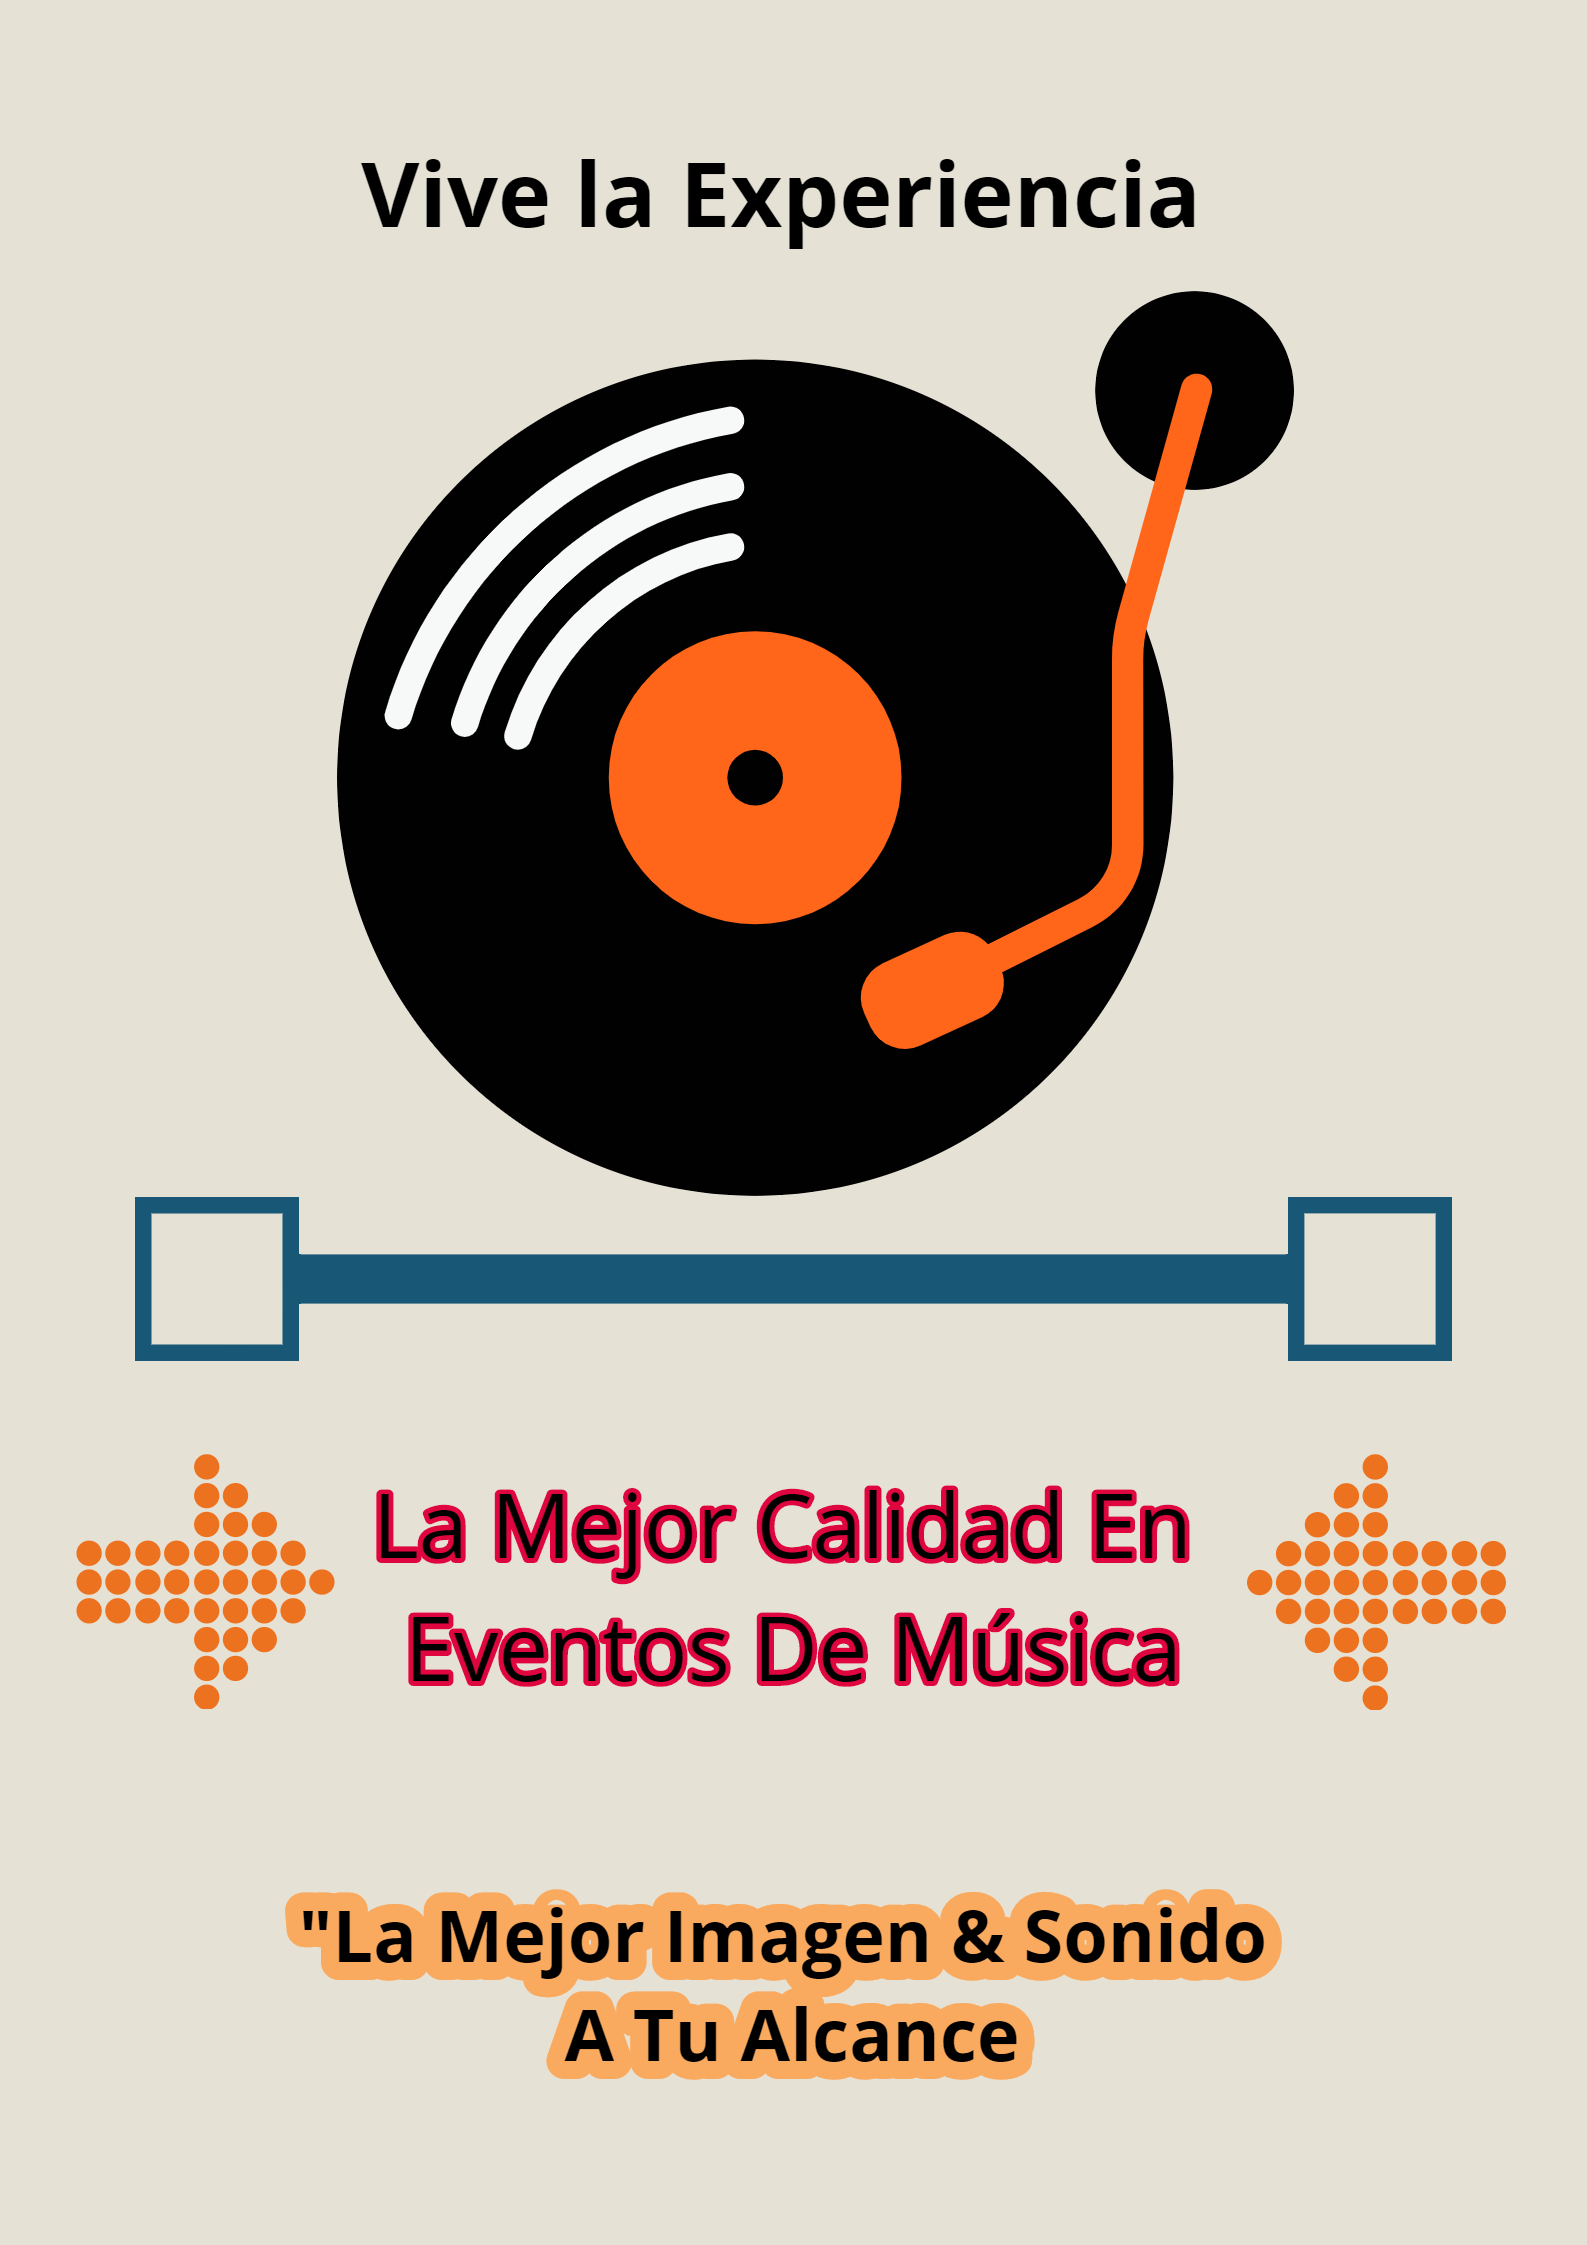 Vive la Experiencia
La Mejor Calidad En
Eventos De Música
"La Mejor Imagen & Sonido
A Tu Alcance